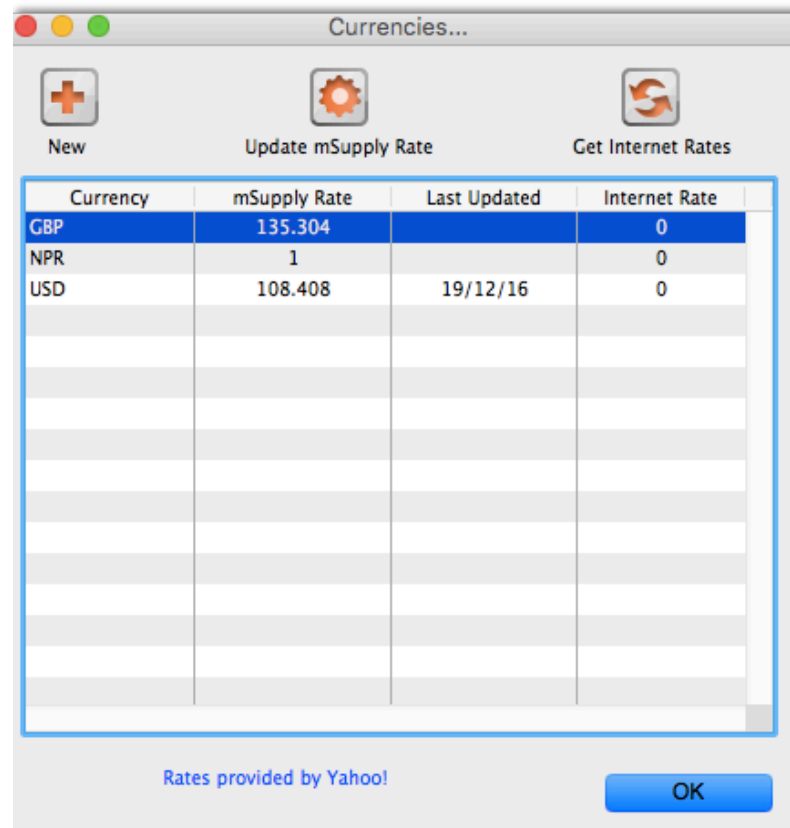 Currencies...
New Update mSupply Rate Get Internet Rates
Currency mSupply Rate Last Updated Internet Rate
GBP 135.304 0
NPR 1 0
USD 108.408 19/12/16 0
Rates provided by Yahoo!
OK